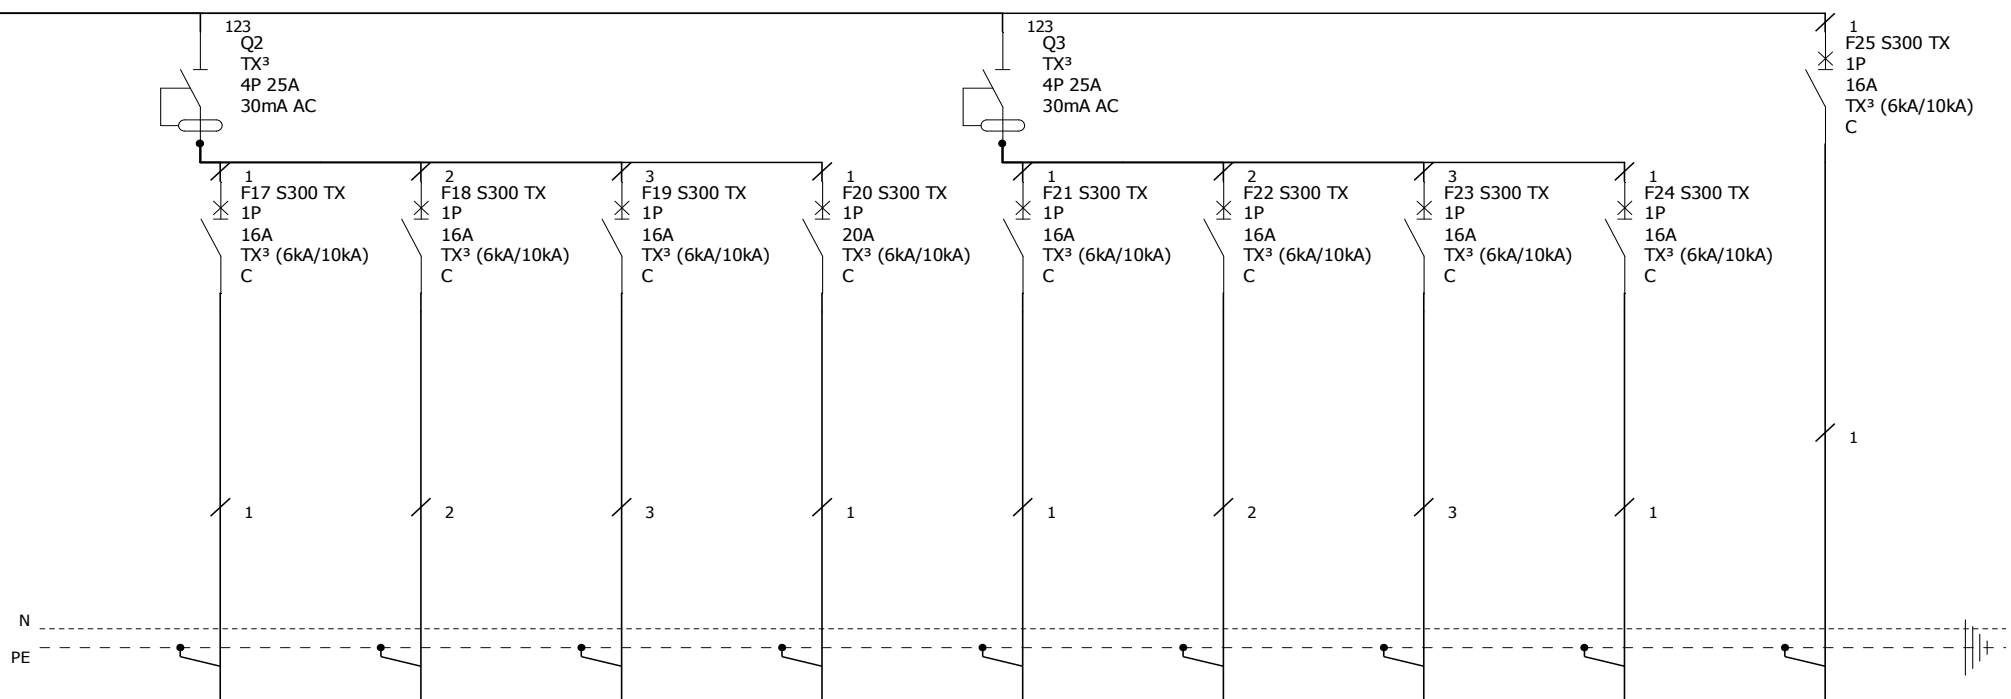 123
Q2
TX³
4P 25A
30mA AC
123
Q3
TX³
4P 25A
30mA AC
1
F25 S300 TX
1P
16A
TX³ (6kA/10kA)
C
1
F17 S300 TX
1P
16A
TX³ (6kA/10kA)
C
2
F18 S300 TX
1P
16A
TX³ (6kA/10kA)
C
3
F19 S300 TX
1P
16A
TX³ (6kA/10kA)
C
1
F20 S300 TX
1P
20A
TX³ (6kA/10kA)
C
1
F21 S300 TX
1P
16A
TX³ (6kA/10kA)
C
2
F22 S300 TX
1P
16A
TX³ (6kA/10kA)
C
3
F23 S300 TX
1P
16A
TX³ (6kA/10kA)
C
1
F24 S300 TX
1P
16A
TX³ (6kA/10kA)
C
1
1
2
3
1
1
2
3
1
N
PE